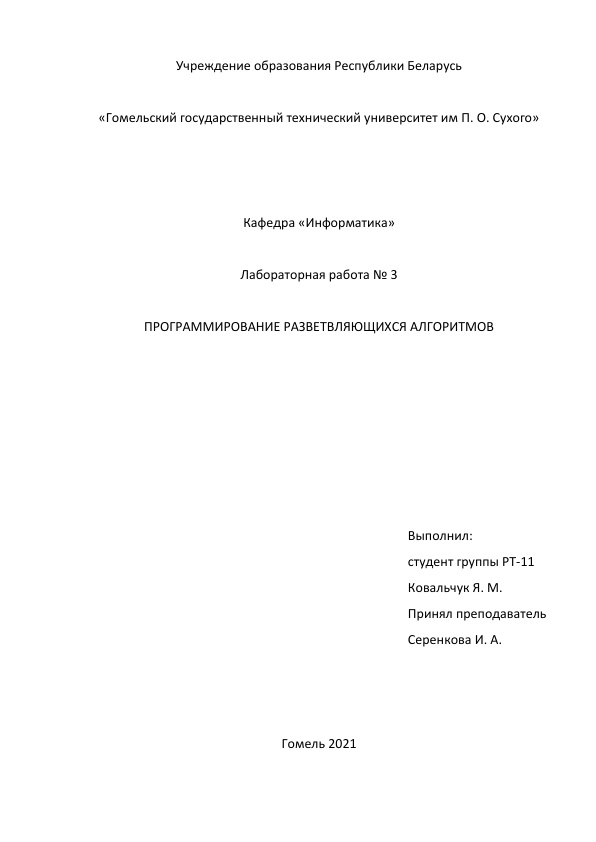 Учреждение образования Республики Беларусь
«Гомельский государственный технический университет им П. О. Сухого»
Кафедра «Информатика»
Лабораторная работа № 3
ПРОГРАММИРОВАНИЕ РАЗВЕТВЛЯЮЩИХСЯ АЛГОРИТМОВ
Выполнил:
студент группы РТ-11
Ковальчук Я. М.
Принял преподаватель
Серенкова И. А.
Гомель 2021